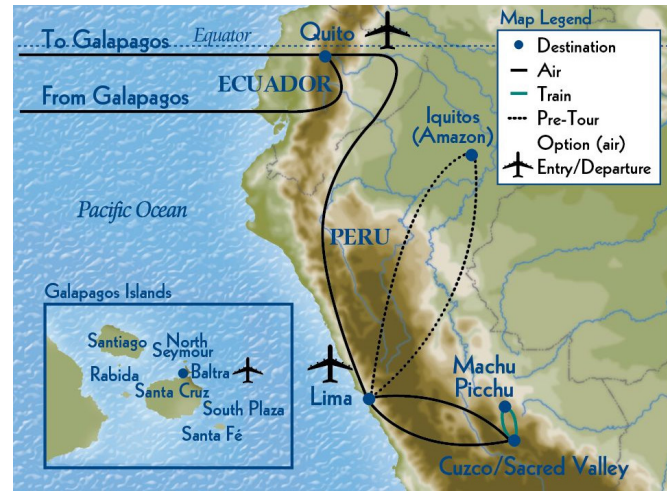 To Galapagos
Equator
Quito
Map Legend
Destination
Air
Train
Pre-Tour
Option (air)
Entry/Departure
ECUADOR
From Galapagos
Iquitos
(Amazon)
Pacific Ocean
PERU
Galapagos Islands
Santiago
North
Seymour
Baltra
Rabida
Santa Cruz
South Plaza
Santa Fé
Lima
Machu
Picchu
Cuzco/Sacred Valley